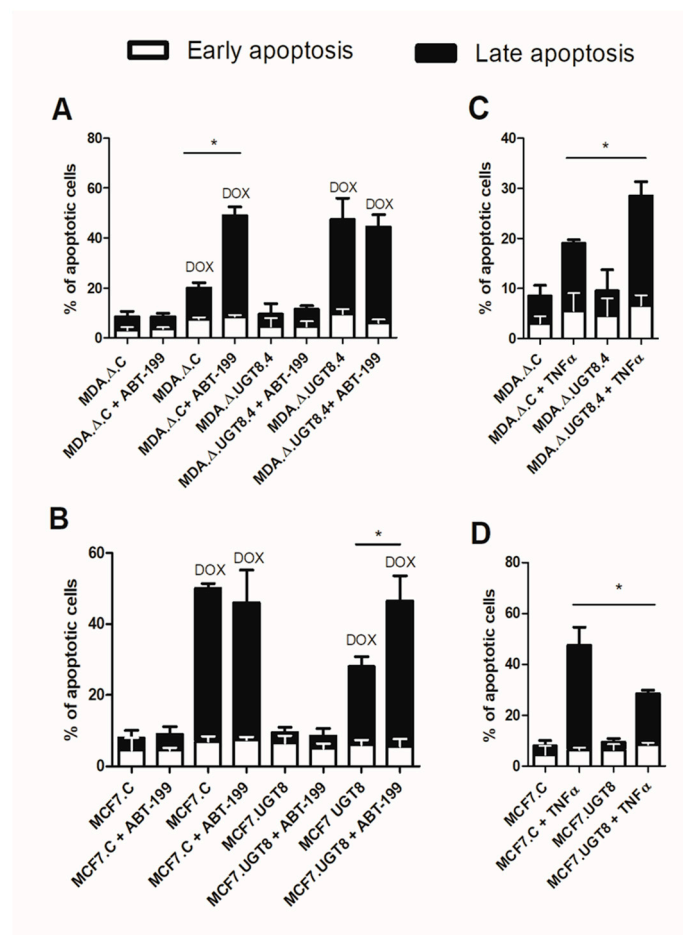 Early apoptosis
Late apoptosis
A
% of apoptotic cells
80
60
40
20
0
*
DOX
DOX
DOX
DOX
MDA.Δ.C
MDA.Δ.C + ABT-199
MDA.Δ.C
MDA.Δ.C + ABT-199
MDA.Δ.UGT8.4
MDA.Δ.UGT8.4 + ABT-199
MDA.Δ.UGT8.4
MDA.Δ.UGT8.4+ ABT-199
C
% of apoptotic cells
40
30
20
10
0
*
MDA.Δ.C
MDA.Δ.C + TNFα
MDA.Δ.UGT8.4
MDA.Δ.UGT8.4 + TNFα
B
% of apoptotic cells
60
40
20
0
DOX
DOX
DOX
*
DOX
MCF7.C
MCF7.C + ABT-199
MCF7.C
MCF7.C + ABT-199
MCF7.UGT8
MCF7.UGT8 + ABT-199
MCF7 UGT8
MCF7.UGT8 + ABT-199
D
% of apoptotic cells
80
60
40
20
0
*
MCF7.C
MCF7.C + TNFα
MCF7.UGT8
MCF7.UGT8 + TNFα